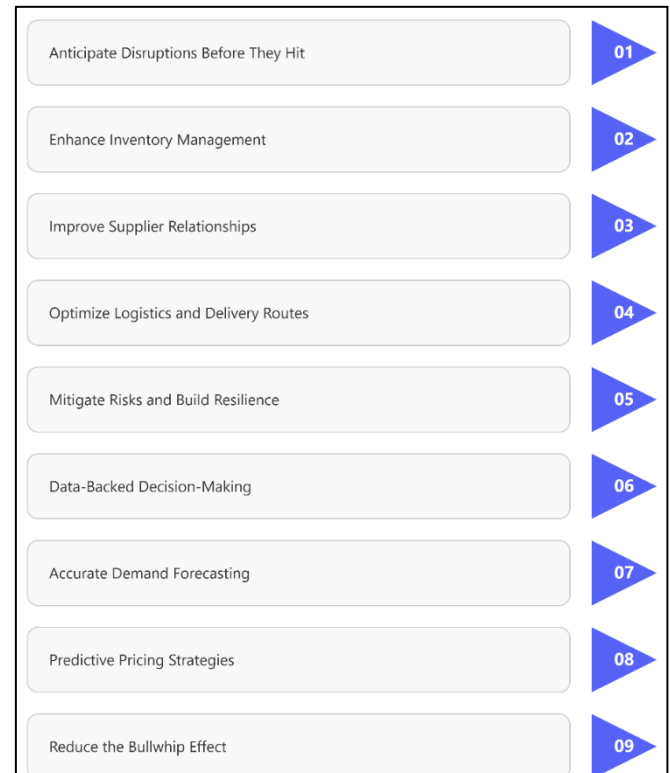 Anticipate Disruptions Before They Hit 01
Enhance Inventory Management 02
Improve Supplier Relationships 03
Optimize Logistics and Delivery Routes 04
Mitigate Risks and Build Resilience 05
Data-Backed Decision-Making 06
Accurate Demand Forecasting 07
Predictive Pricing Strategies 08
Reduce the Bullwhip Effect 09